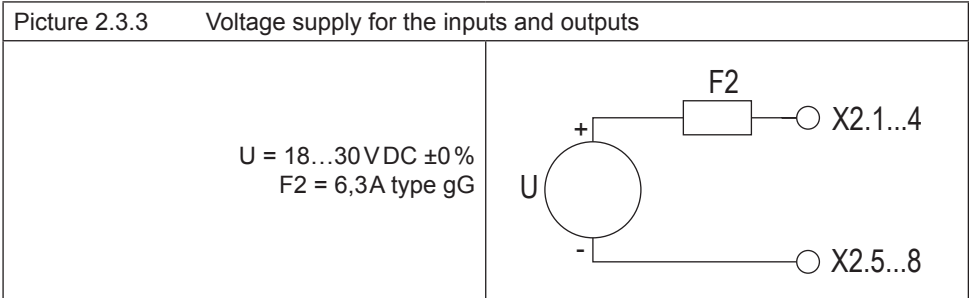 Picture 2.3.3 Voltage supply for the inputs and outputs
U = 18…30 V DC ±0 %
F2 = 6,3 A type gG
F2
X2.1...4
+
U
-
X2.5...8